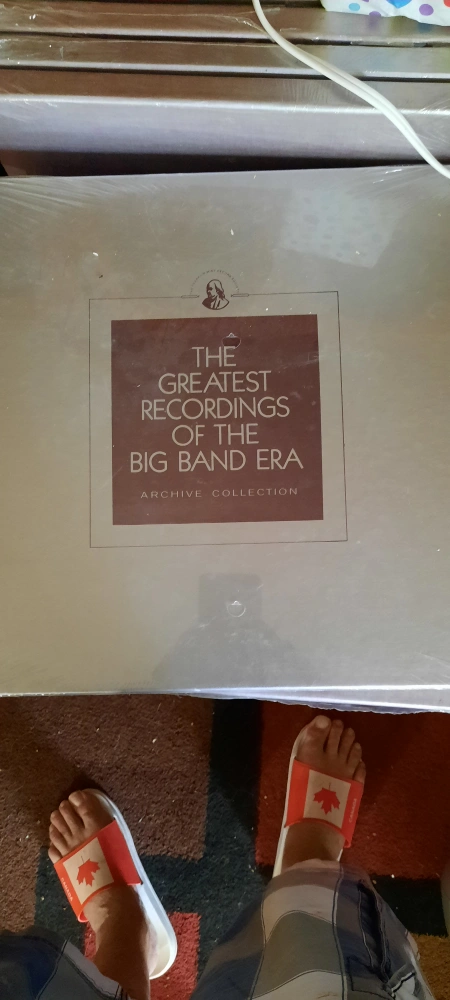 THE
GREATEST
RECORDINGS
OF THE
BIG BAND ERA
ARCHIVE COLLECTION